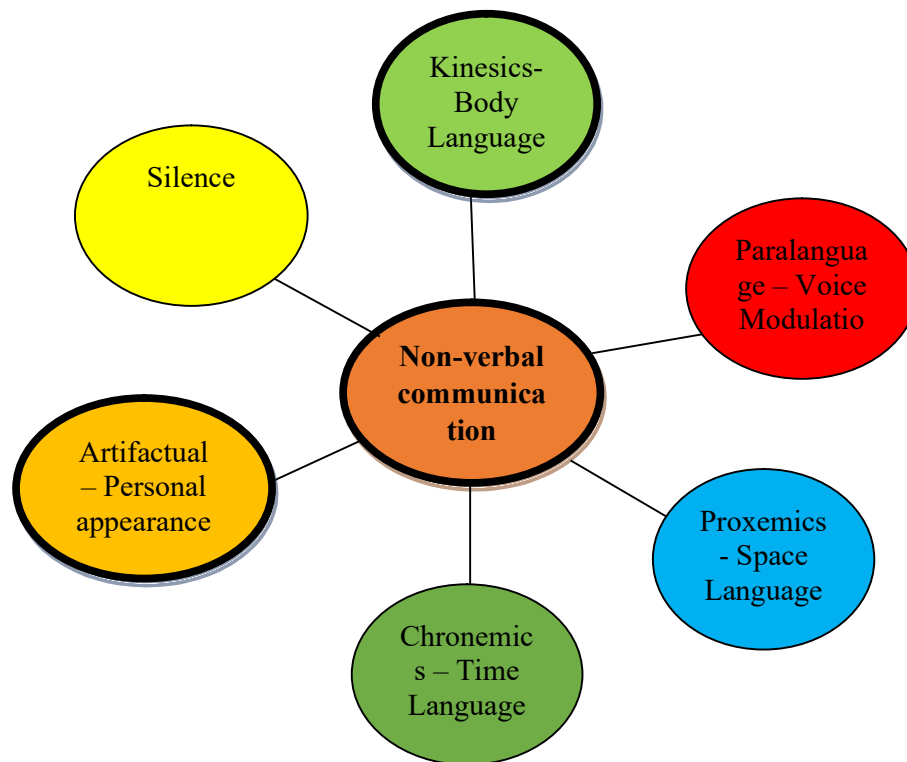 Kinesics-
Body
Language
Silence
Paralangua
ge – Voice
Modulatio
Non-verbal
communica
tion
Artifactual
– Personal
appearance
Proxemics
- Space
Language
Chronemic
s – Time
Language